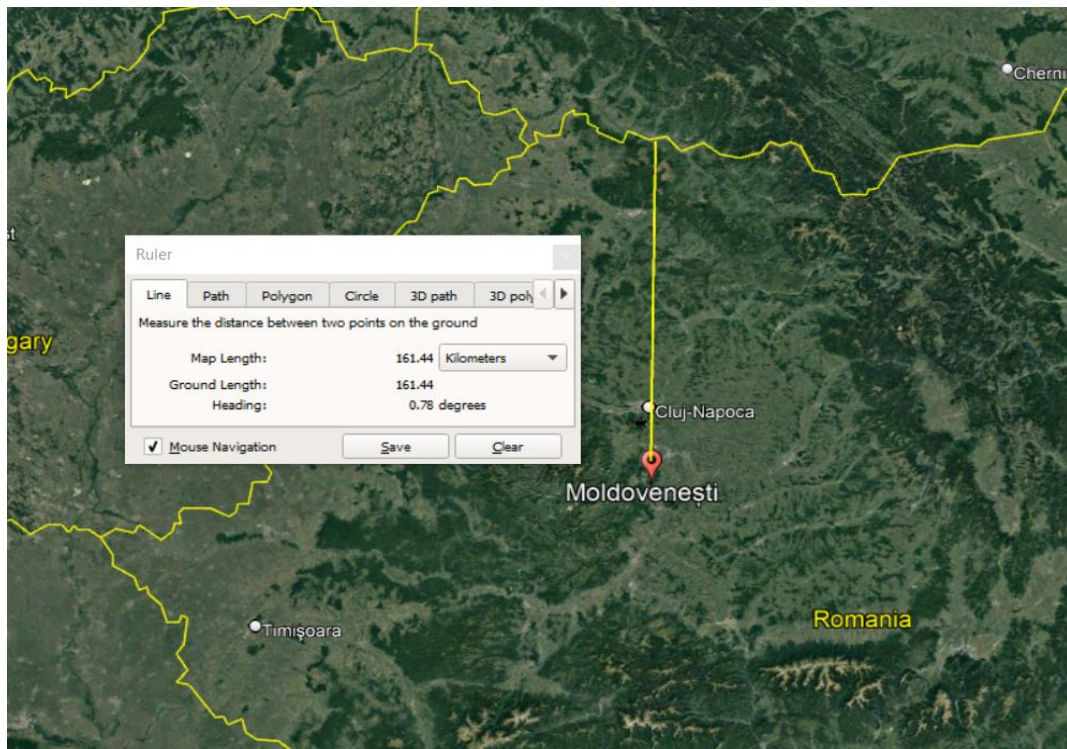 Cherni
st
Ruler
Line Path Polygon Circle 3D path 3D poly
Measure the distance between two points on the ground
gary
Map Length: 161.44 Kilometers
Ground Length: 161.44
Heading: 0.78 degrees
Cluj-Napoca
Mouse Navigation Save Clear
Moldovenești
Romania
Timişoara